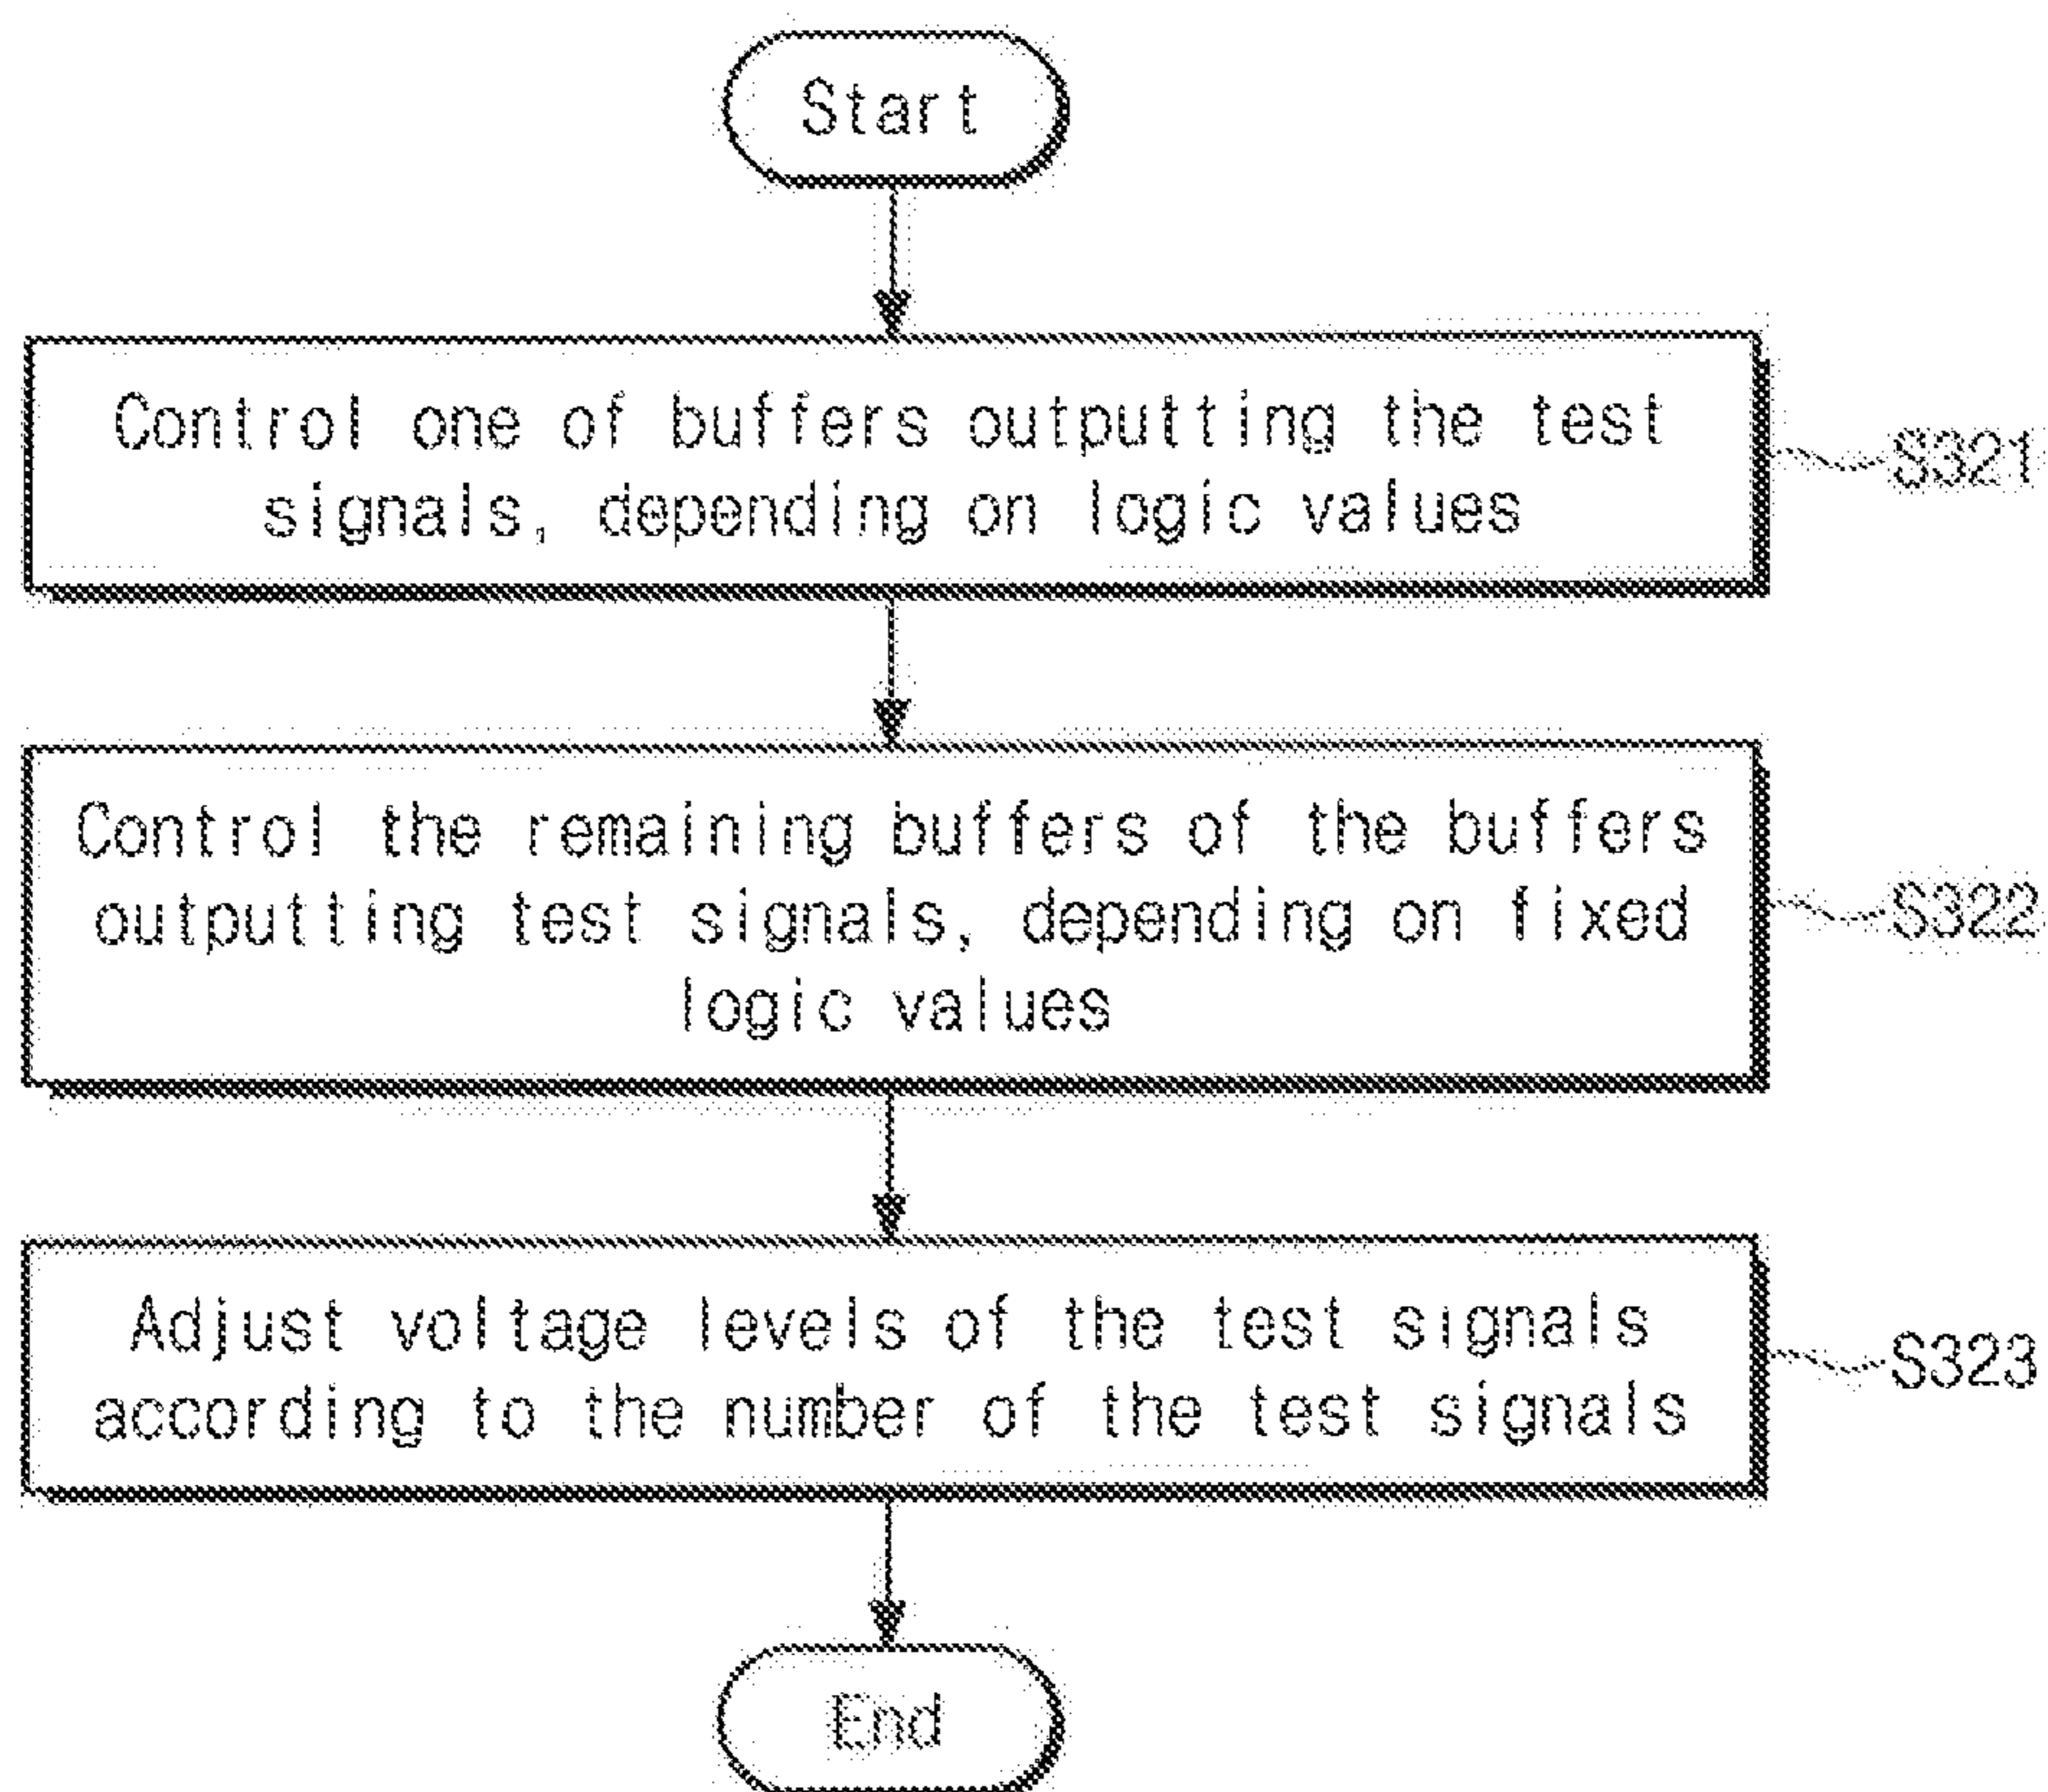 Start
Control one of buffers outputting the test
signals, depending on logic values
S321
Control the remaining buffers of the buffers
outputting test signals, depending on fixed
logic values
S322
Adjust voltage levels of the test signals
according to the number of the test signals
S323
End